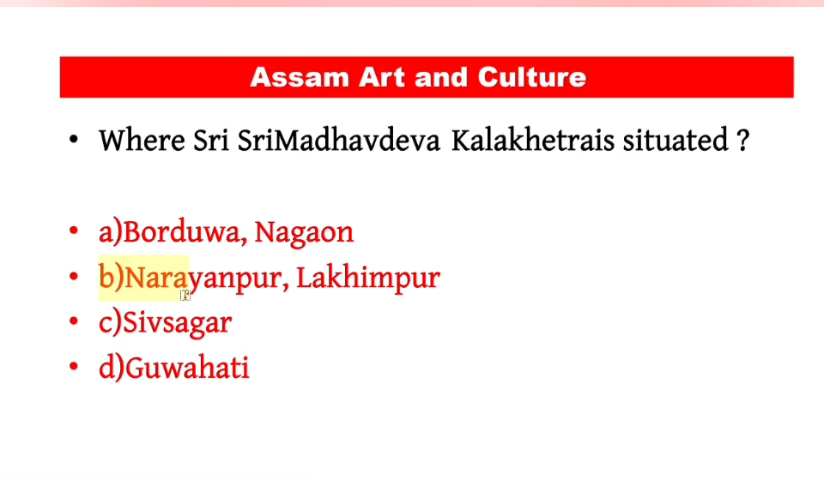 Assam Art and Culture
• Where Sri SriMadhavdeva Kalakhetrais situated ?
• a)Borduwa, Nagaon
• b)Narayanpur, Lakhimpur
• c)Sivsagar
• d)Guwahati